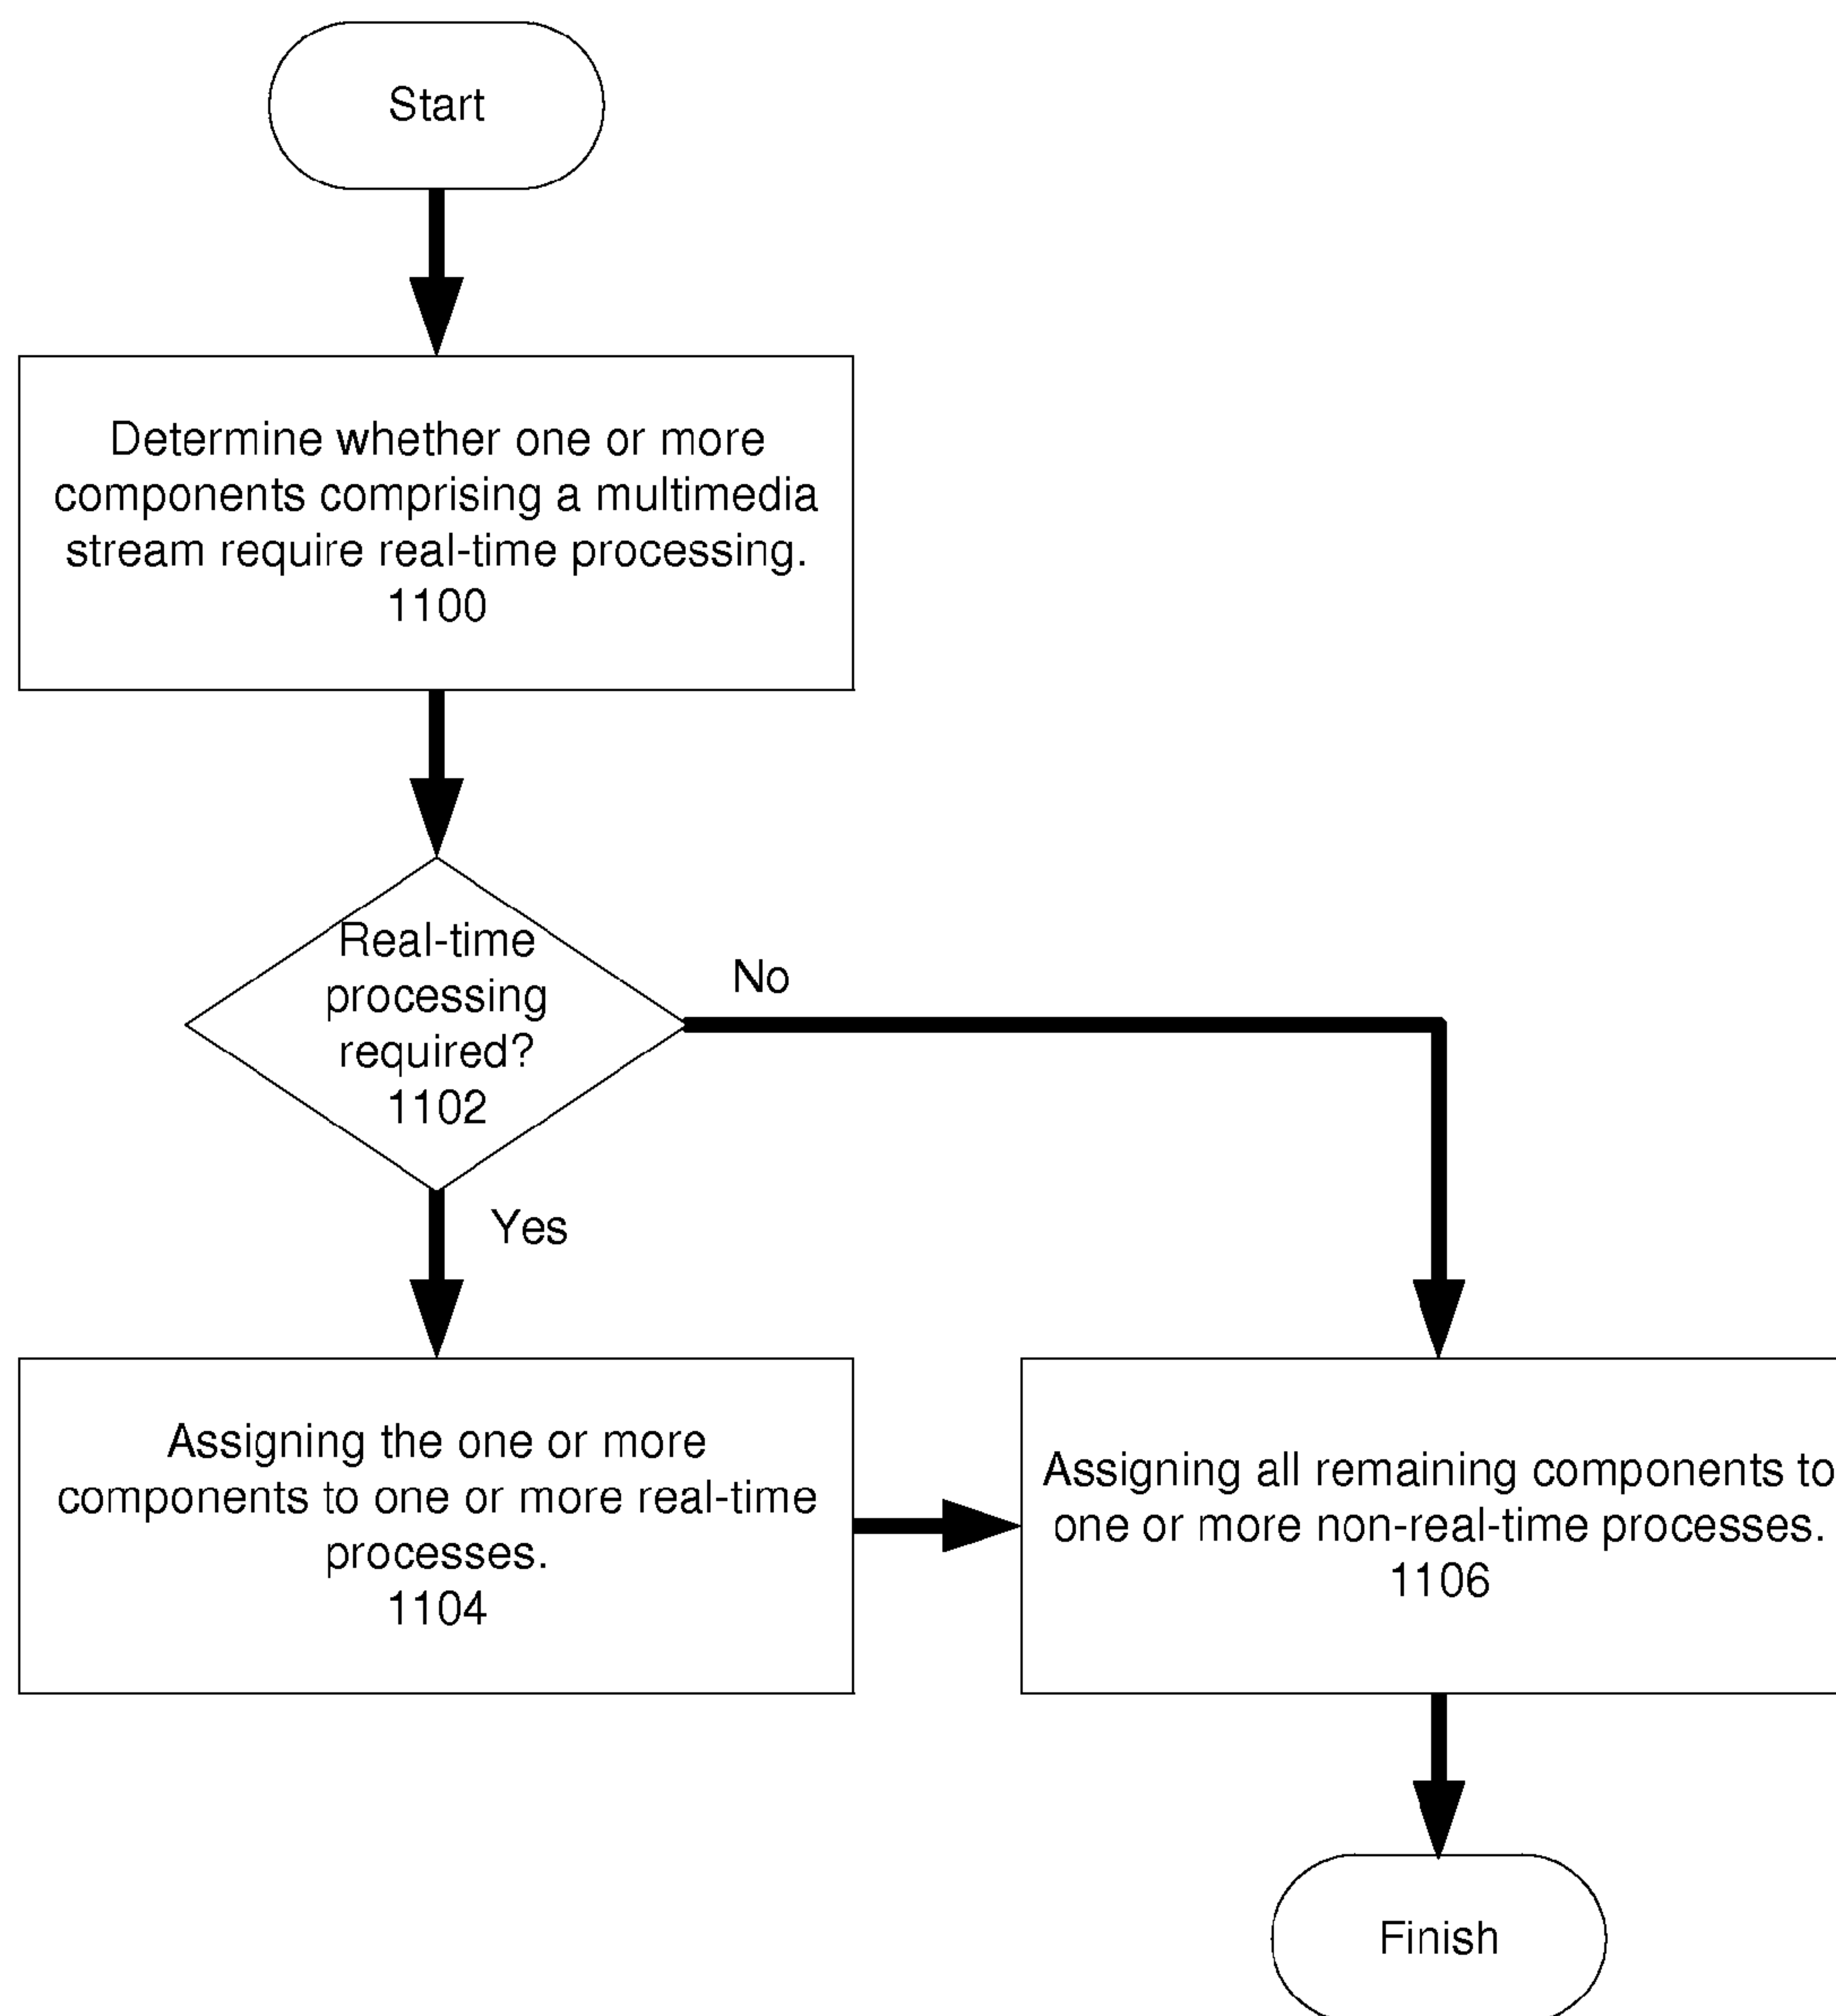 Start
Determine whether one or more
components comprising a multimedia
stream require real-time processing.
1100
Real-time
processing
required?
1102
No
Yes
Assigning the one or more
components to one or more real-time
processes.
1104
Assigning all remaining components to
one or more non-real-time processes.
1106
Finish